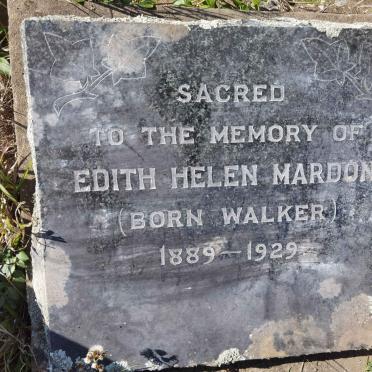 SACRED
TO THE MEMORY OF
EDITH HELEN MARDON
(BORN WALKER)
1889—1929